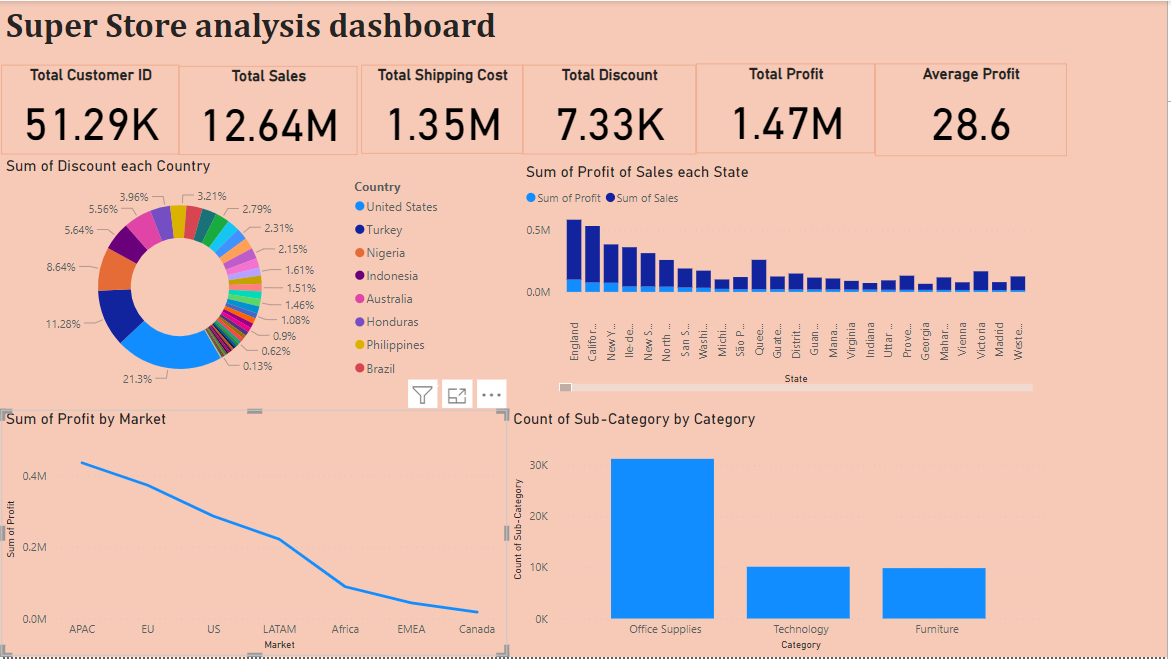 Super Store analysis dashboard
Total Customer ID
51.29K
Total Sales
12.64M
Total Shipping Cost
1.35M
Total Discount
7.33K
Total Profit
1.47M
Average Profit
28.6
Sum of Discount each Country
3.96%
3.21%
5.56%
2.79%
5.64%
2.31%
8.64%
2.15%
1.61%
1.51%
1.46%
11.28%
1.08%
0.9%
0.62%
0.13%
21.3%
Country
United States
Turkey
Nigeria
Indonesia
Australia
Honduras
Philippines
Brazil
Sum of Profit of Sales each State
Sum of Profit Sum of Sales
0.5M
0.0M
England
Califor...
New Y...
Ile-de...
New S...
North ...
San S...
Washi...
Michi...
São P...
Quee...
Guate...
Distrit...
Guan...
Mana...
Virginia
Indiana
Uttar ...
Prove...
Georgia
Mahar...
Vienna
Victoria
Madrid
Weste...
State
Sum of Profit by Market
Sum of Profit
0.4M
0.2M
0.0M
APAC EU US LATAM Africa EMEA Canada
Market
Count of Sub-Category by Category
Count of Sub-Category
30K
20K
10K
0K
Office Supplies Technology Furniture
Category